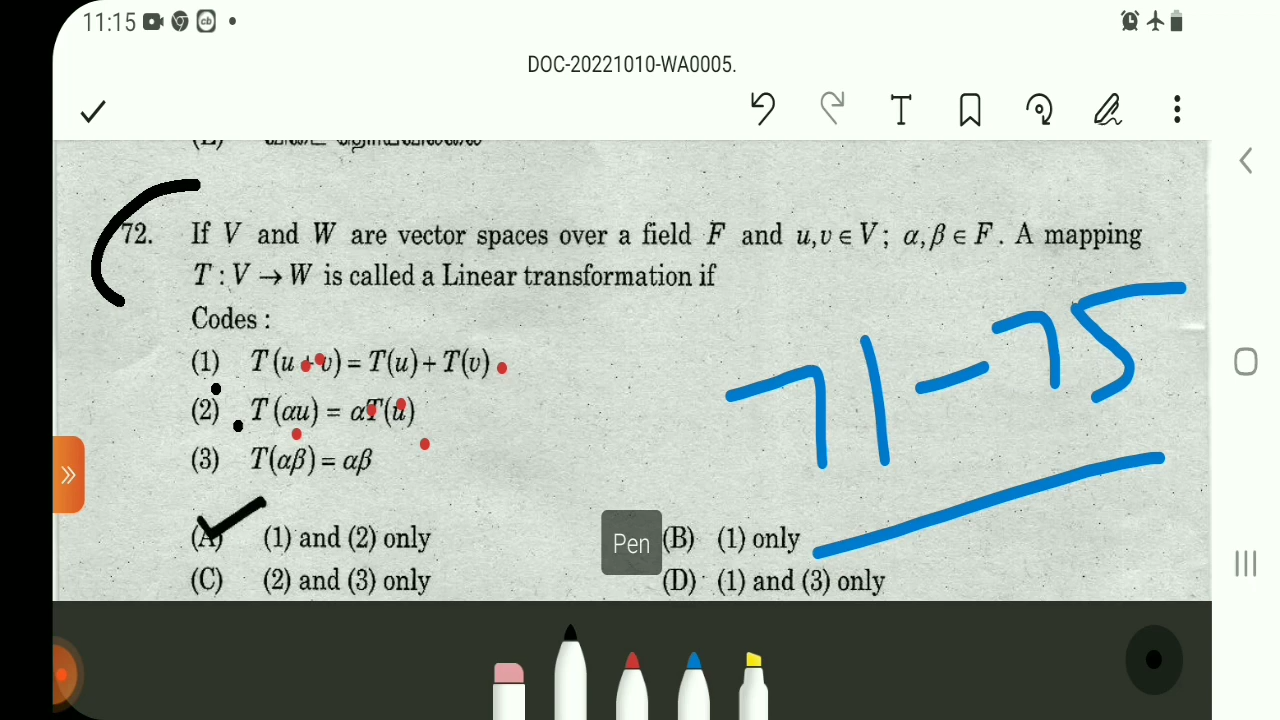 11:15
DOC-20221010-WA0005.
72. If V and W are vector spaces over a field F and u, v ∈ V; α, β ∈ F. A mapping
T : V → W is called a Linear transformation if
Codes :
(1) T(u + v) = T(u) + T(v)
(2) T(αu) = αT(u)
(3) T(αβ) = αβ
71-75
(A) (1) and (2) only
(B) (1) only
(C) (2) and (3) only
(D) (1) and (3) only
Pen